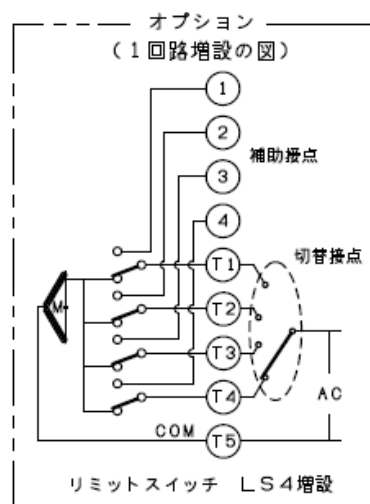 オプション
(1回路増設の図)
1
2
補助接点
3
4
切替接点
T1
M
T2
T3
T4
AC
COM
T5
リミットスイッチ LS4増設